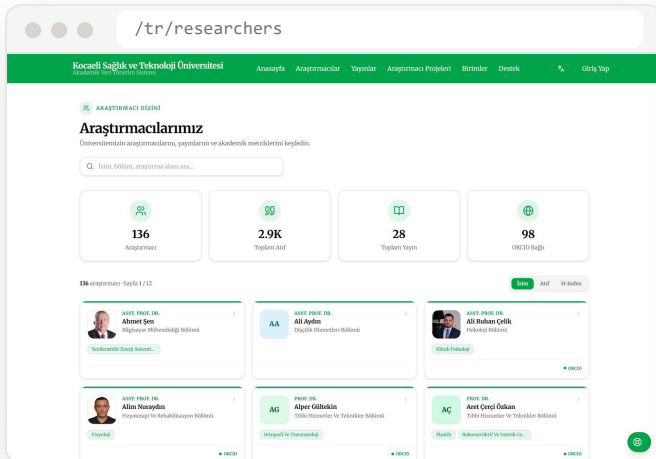 /tr/researchers
Kocaeli Sağlık ve Teknoloji Üniversitesi
Akademik Veri Yönetim Sistemi
Anasayfa Araştırmacılar Yayınlar Araştırmacı Projeleri Birimler Destek Giriş Yap
ARAŞTIRMACI DİZİNİ
Araştırmacılarımız
Üniversitemizin araştırmacılarını, yayınlarını ve akademik metriklerini keşfedin.
İsim, bölüm, araştırma alanı ara...
136 2.9K 28 98
Araştırmacı Toplam Atıf Toplam Yayın ORCID Bağlı
136 araştırmacı · Sayfa 1 / 12 İsim Atıf H-Index
ASST. PROF. DR.
Ahmet Şen
Bilgisayar Mühendisliği Bölümü
Yenilenebilir Enerji Sisteml...
AA
ASST. PROF. DR.
Ali Aydın
Dişçilik Hizmetleri Bölümü
ASST. PROF. DR.
Ali Ruhan Çelik
Psikoloji Bölümü
Klinik Psikoloji
ORCID
ASST. PROF. DR.
Alim Nuraydın
Fizyoterapi Ve Rehabilitasyon Bölümü
Fizyoloji
ORCID
AG
PROF. DR.
Alper Gültekin
Tıbbi Hizmetler Ve Teknikler Bölümü
Ortopedi Ve Travmatoloji
ORCID
AÇ
PROF. DR.
Aret Çerçi Özkan
Tıbbi Hizmetler Ve Teknikler Bölümü
Plastik Rekonstrüktif Ve Estetik Ce...
ORCID